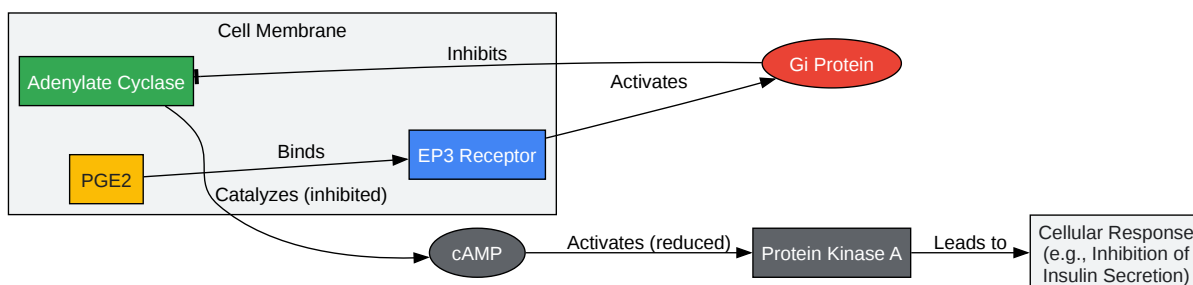 Cell Membrane
Adenylate Cyclase
Inhibits
Gi Protein
Activates
PGE2
Binds
EP3 Receptor
Catalyzes (inhibited)
cAMP
Activates (reduced)
Protein Kinase A
Leads to
Cellular Response
(e.g., Inhibition of
Insulin Secretion)